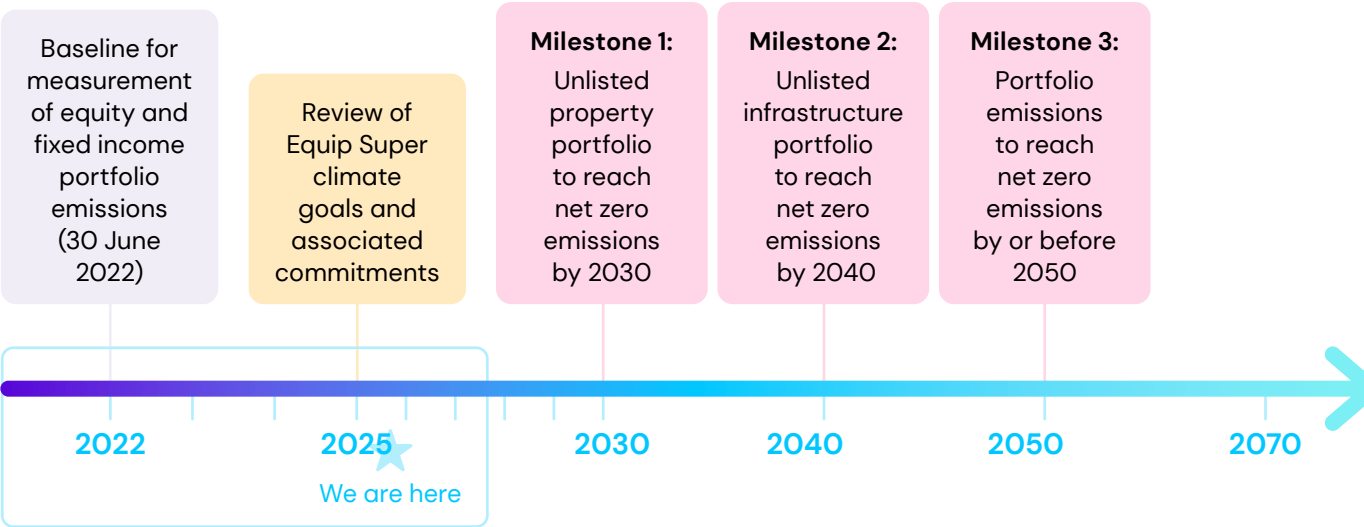 Baseline for
measurement
of equity and
fixed income
portfolio
emissions
(30 June
2022)
Review of
Equip Super
climate
goals and
associated
commitments
Milestone 1:
Unlisted
property
portfolio
to reach
net zero
emissions
by 2030
Milestone 2:
Unlisted
infrastructure
portfolio
to reach
net zero
emissions
by 2040
Milestone 3:
Portfolio
emissions
to reach
net zero
emissions
by or before
2050
2022
2025
2030
2040
2050
2070
We are here